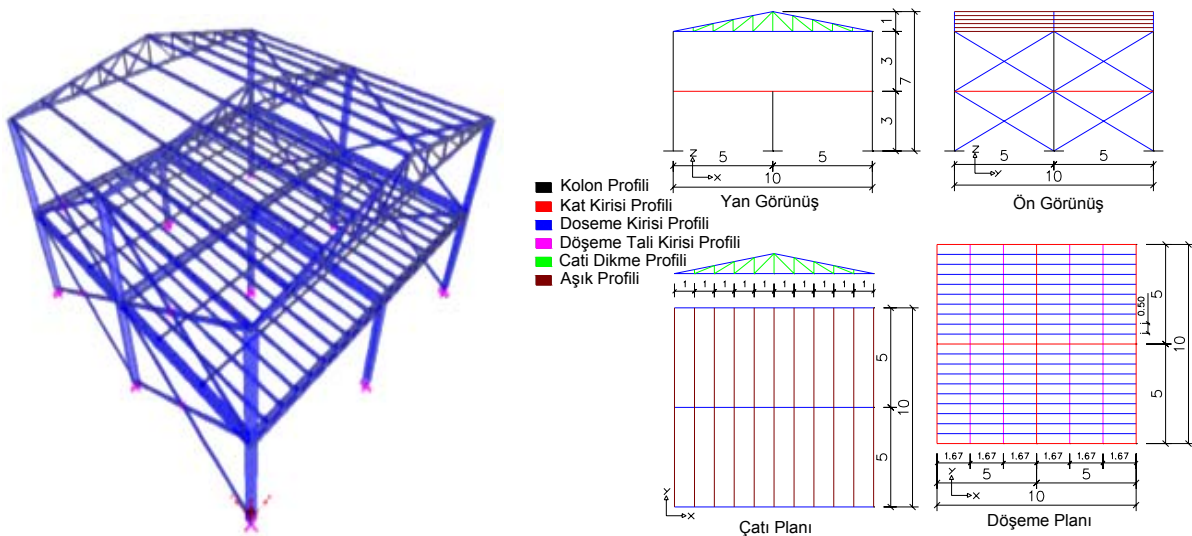 Kolon Profili
Kat Kirisi Profili
Doseme Kirisi Profili
Döşeme Tali Kirisi Profili
Cati Dikme Profili
Aşık Profili
1
3
3
7
Z
X
5
5
10
Yan Görünüş
Z
Y
5
5
10
Ön Görünüş
1 1 1 1 1 1 1 1 1 1
5
5
10
Y
X
Çatı Planı
0.50
5
5
10
1.67 1.67 1.67 1.67 1.67 1.67
5
5
10
Y
X
Döşeme Planı